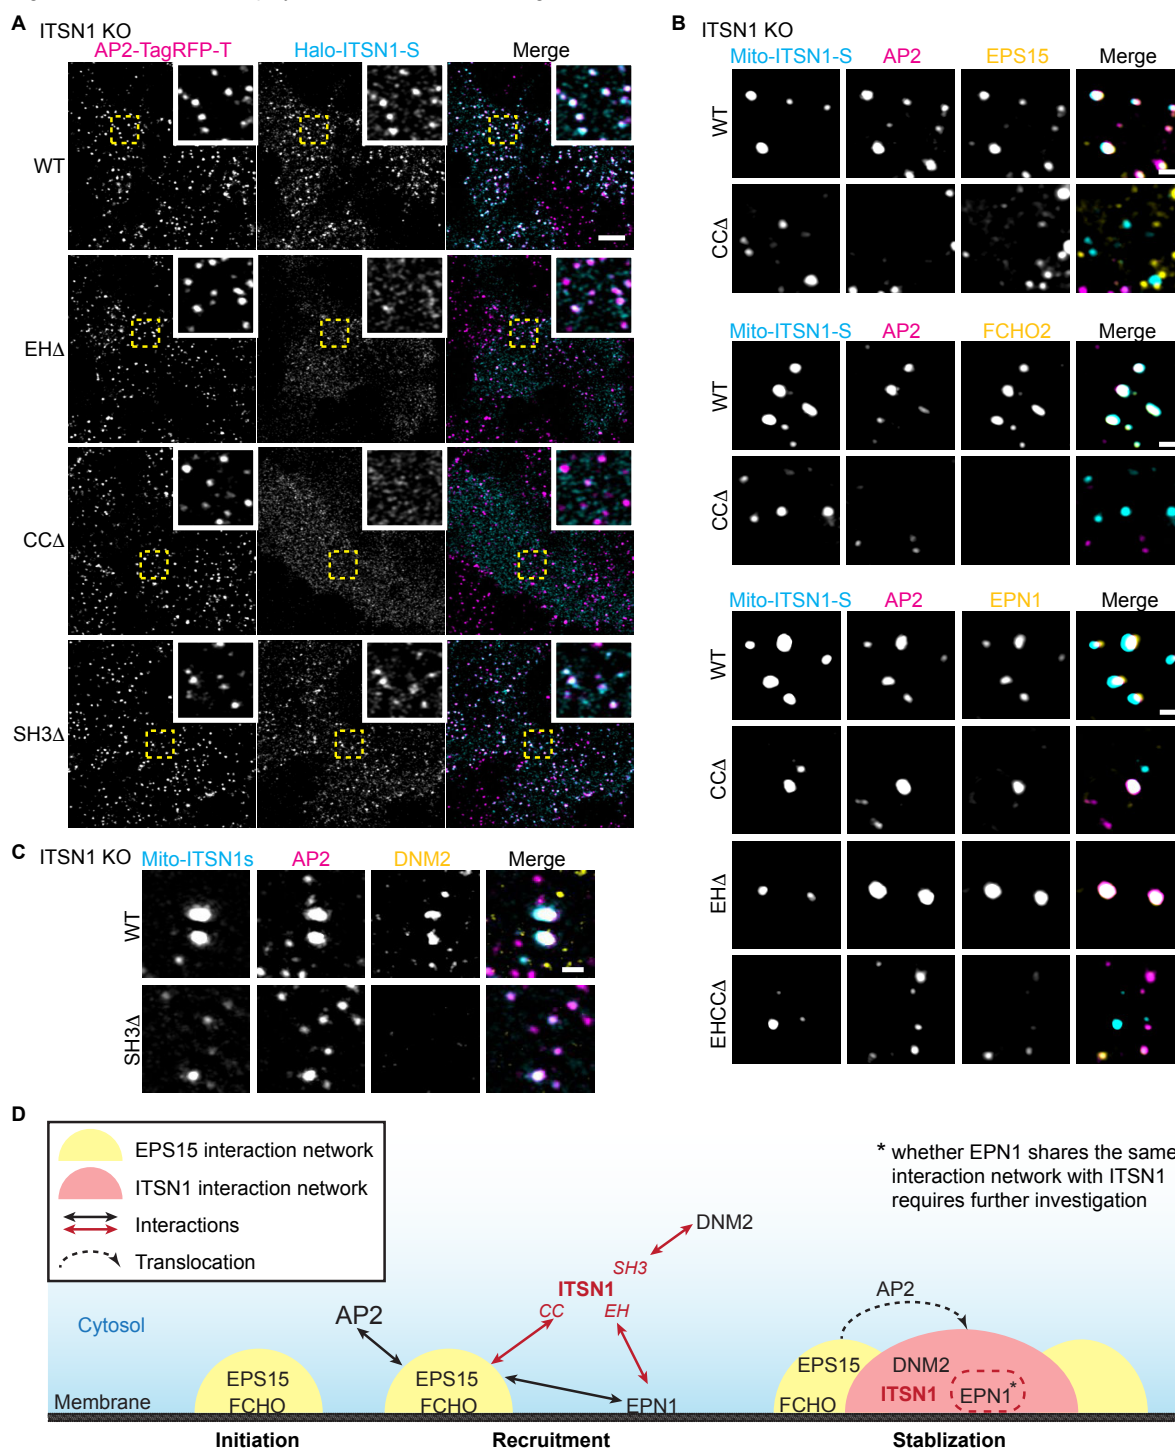 A ITSN1 KO
AP2-TagRFP-T Halo-ITSN1-S Merge
WT
EHΔ
CCΔ
SH3Δ
B ITSN1 KO
Mito-ITSN1-S AP2 EPS15 Merge
WT
CCΔ
Mito-ITSN1-S AP2 FCHO2 Merge
WT
CCΔ
Mito-ITSN1-S AP2 EPN1 Merge
WT
CCΔ
EHΔ
EHCCΔ
C ITSN1 KO
Mito-ITSN1s AP2 DNM2 Merge
WT
SH3Δ
D
EPS15 interaction network
ITSN1 interaction network
Interactions
Translocation
* whether EPN1 shares the same
interaction network with ITSN1
requires further investigation
DNM2
SH3
ITSN1
CC EH
AP2
AP2
Cytosol
EPS15
FCHO
EPS15
FCHO
EPN1
EPS15
FCHO
DNM2
ITSN1
EPN1*
Membrane
Initiation Recruitment Stablization